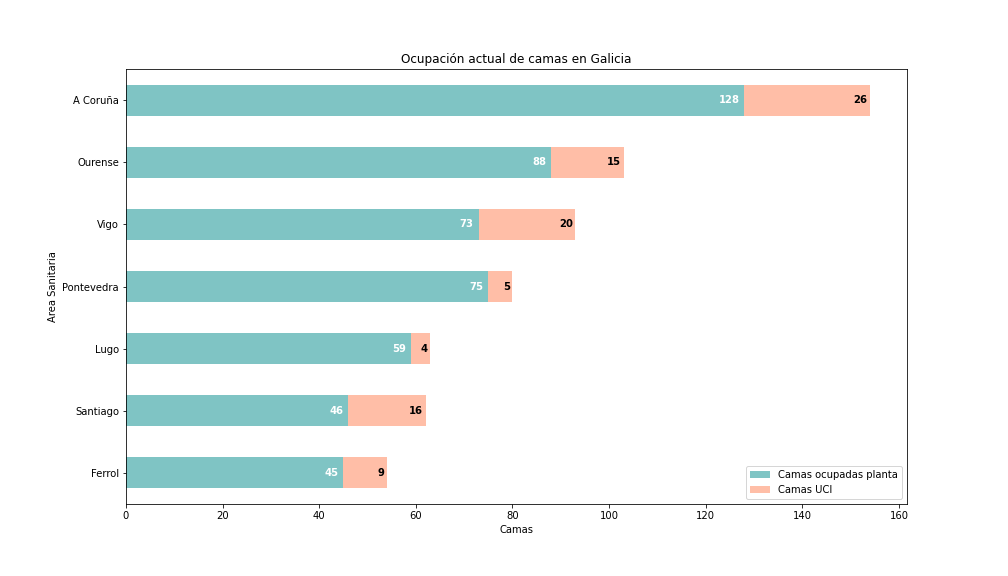 Ocupación actual de camas en Galicia
A Coruña 128 26
Ourense 88 15
Vigo 73 20
Pontevedra 75 5
Lugo 59 4
Santiago 46 16
Ferrol 45 9
Area Sanitaria
Camas ocupadas planta
Camas UCI
0 20 40 60 80 100 120 140 160
Camas